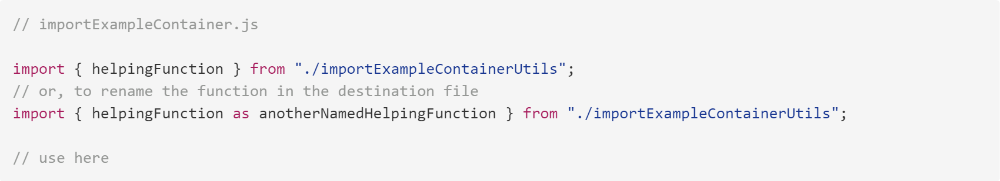 // importExampleContainer.js
import { helpingFunction } from "./importExampleContainerUtils";
// or, to rename the function in the destination file
import { helpingFunction as anotherNamedHelpingFunction } from "./importExampleContainerUtils";
// use here